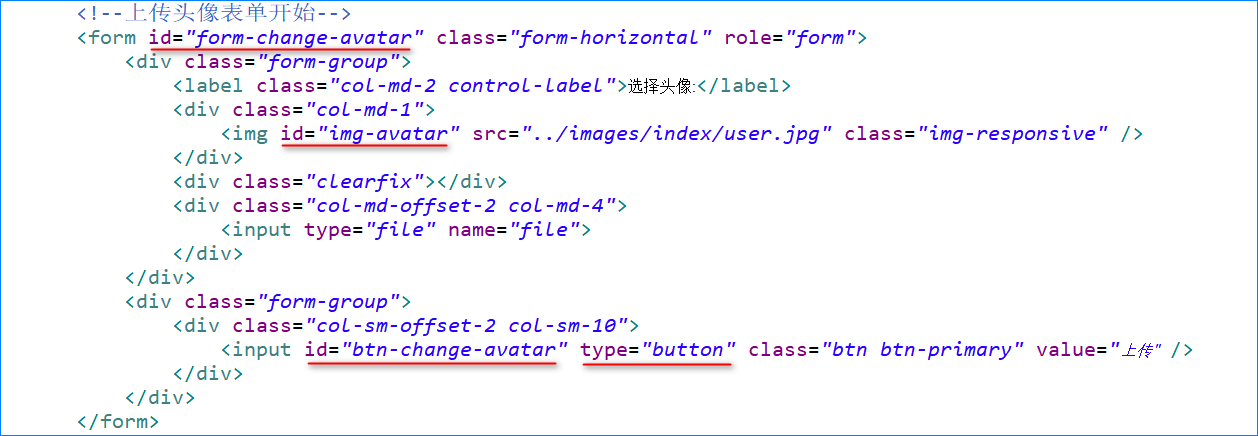 <!--上传头像表单开始-->
<form id="form-change-avatar" class="form-horizontal" role="form">
<div class="form-group">
<label class="col-md-2 control-label">选择头像:</label>
<div class="col-md-1">
<img id="img-avatar" src="../images/index/user.jpg" class="img-responsive" />
</div>
<div class="clearfix"></div>
<div class="col-md-offset-2 col-md-4">
<input type="file" name="file">
</div>
</div>
<div class="form-group">
<div class="col-sm-offset-2 col-sm-10">
<input id="btn-change-avatar" type="button" class="btn btn-primary" value="上传" />
</div>
</div>
</form>